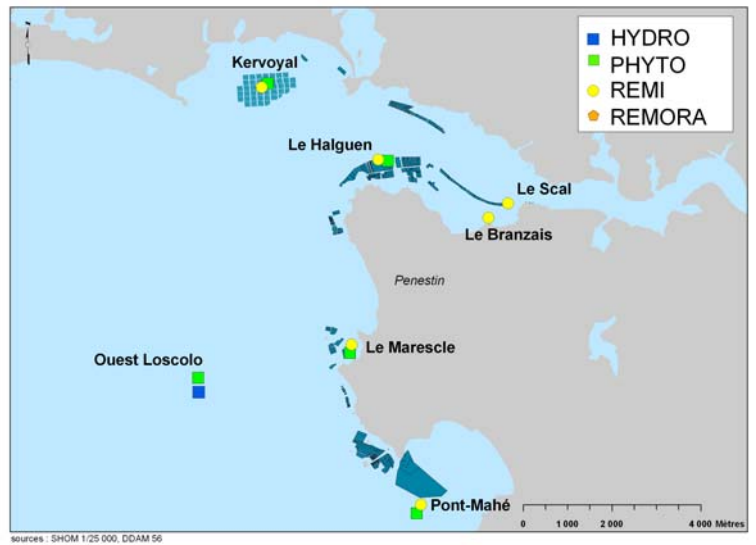 HYDRO
PHYTO
REMI
REMORA
Kervoyal
Le Halguen
Le Scal
Le Branzais
Penestin
Le Marescle
Ouest Loscolo
Pont-Mahé
0 1 000 2 000 4 000 Mètres
sources : SHOM 1/25 000, DDAM 56